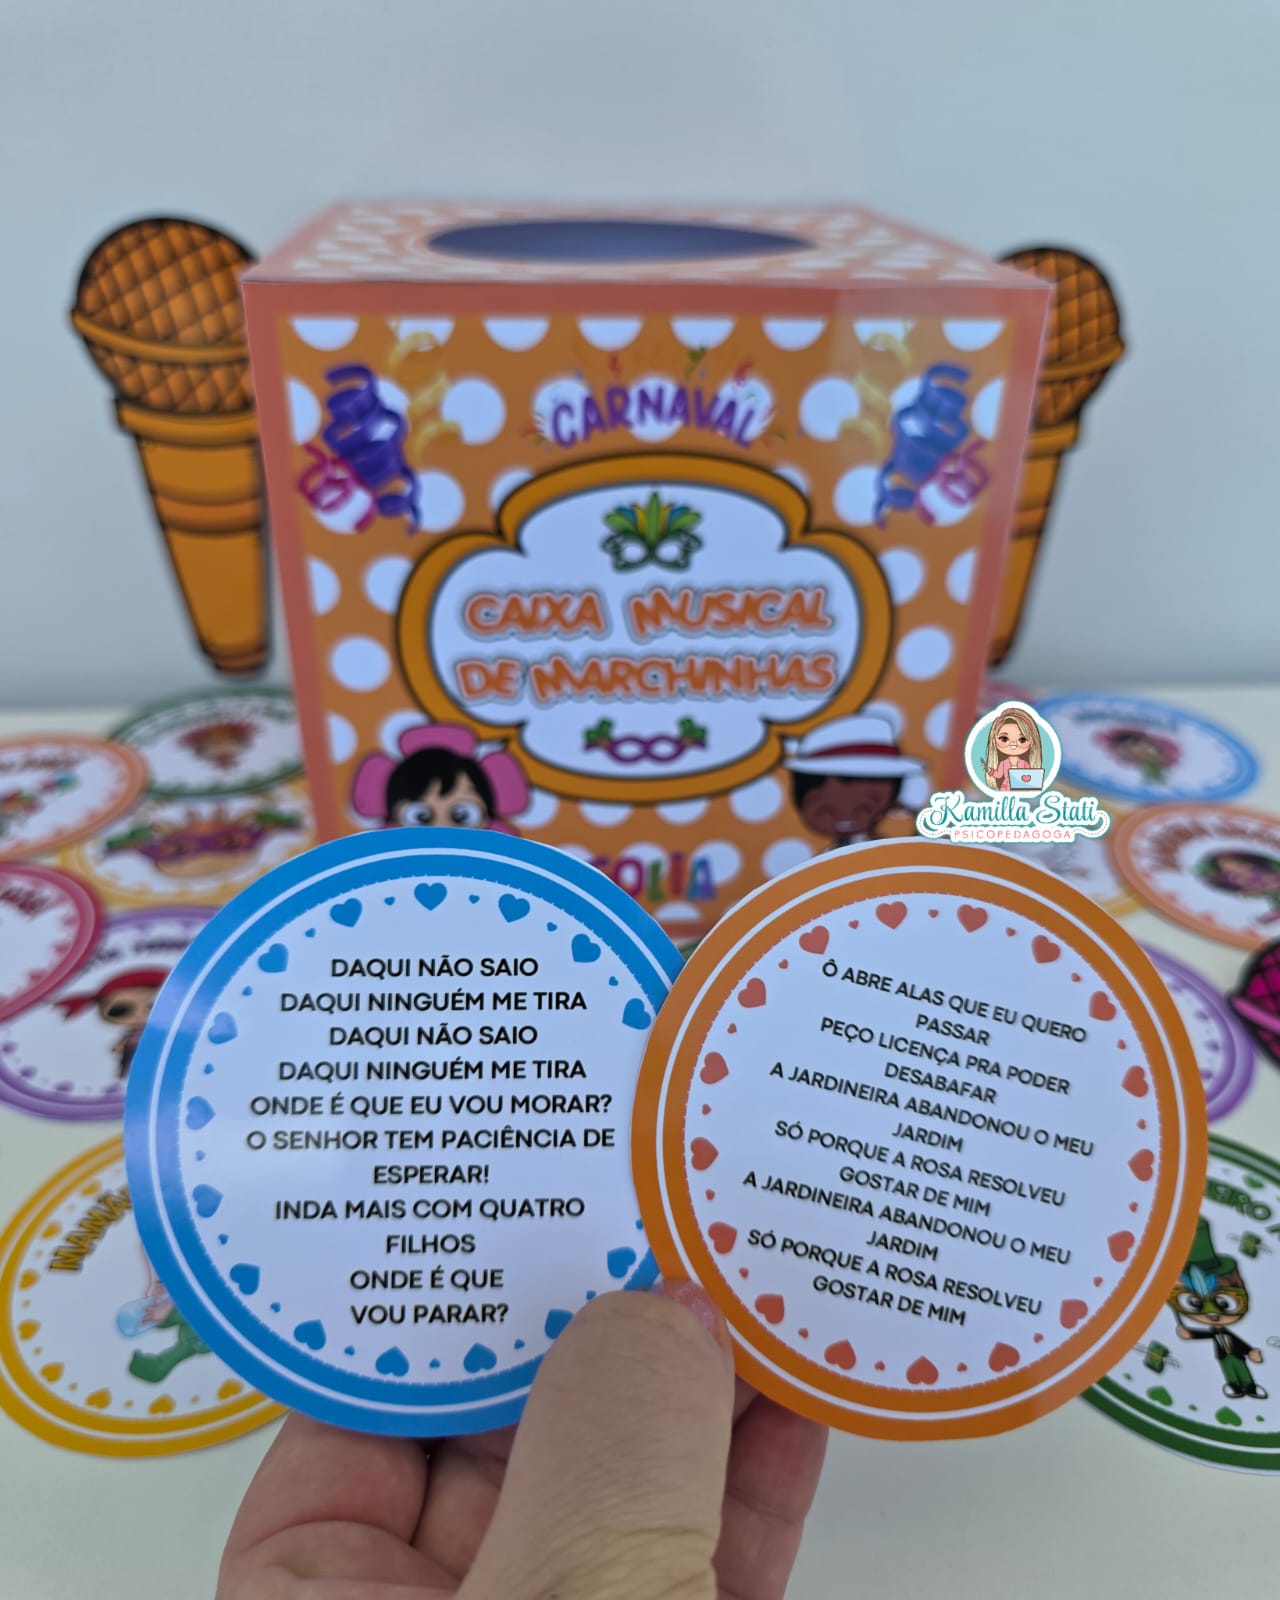 CARNAVAL
CAIXA MUSICAL
DE MARCHINHAS
FOLIA
Kamilla Stati
PSICOPEDAGOGA
DAQUI NÃO SAIO
DAQUI NINGUÉM ME TIRA
DAQUI NÃO SAIO
DAQUI NINGUÉM ME TIRA
ONDE É QUE EU VOU MORAR?
O SENHOR TEM PACIÊNCIA DE
ESPERAR!
INDA MAIS COM QUATRO
FILHOS
ONDE É QUE
VOU PARAR?
Ô ABRE ALAS QUE EU QUERO
PASSAR
PEÇO LICENÇA PRA PODER
DESABAFAR
A JARDINEIRA ABANDONOU O MEU
JARDIM
SÓ PORQUE A ROSA RESOLVEU
GOSTAR DE MIM
A JARDINEIRA ABANDONOU O MEU
JARDIM
SÓ PORQUE A ROSA RESOLVEU
GOSTAR DE MIM